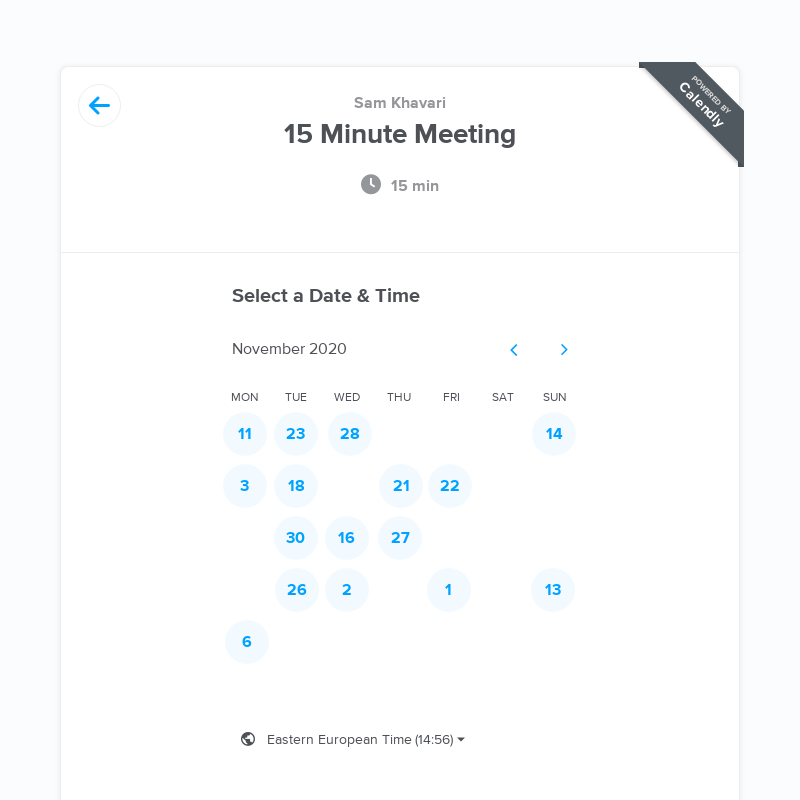 Sam Khavari
POWERED BY
Calendly
15 Minute Meeting
15 min
Select a Date & Time
November 2020
MON TUE WED THU FRI SAT SUN
11 23 28 14
3 18 21 22
30 16 27
26 2 1 13
6
Eastern European Time (14:56)